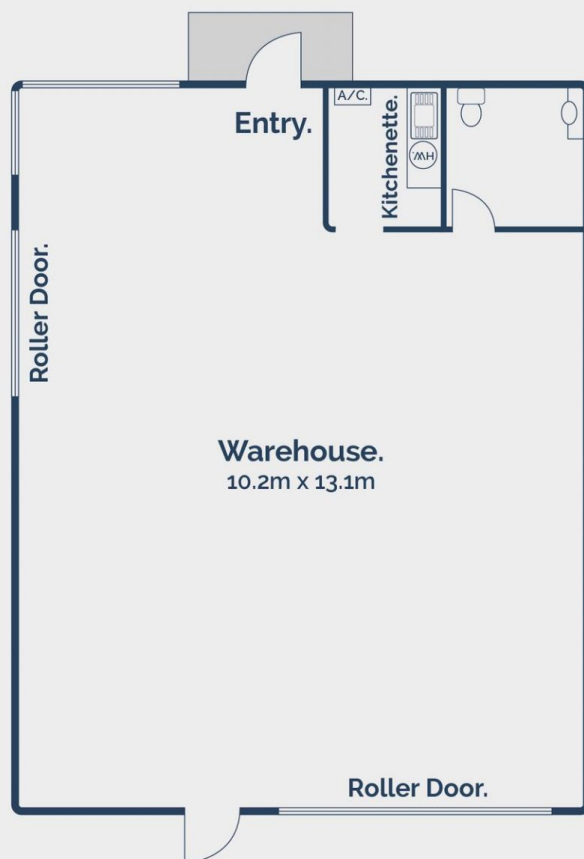 Entry.
A/C.
Kitchenette.
HW.
Roller Door.
Warehouse.
10.2m x 13.1m
Roller Door.